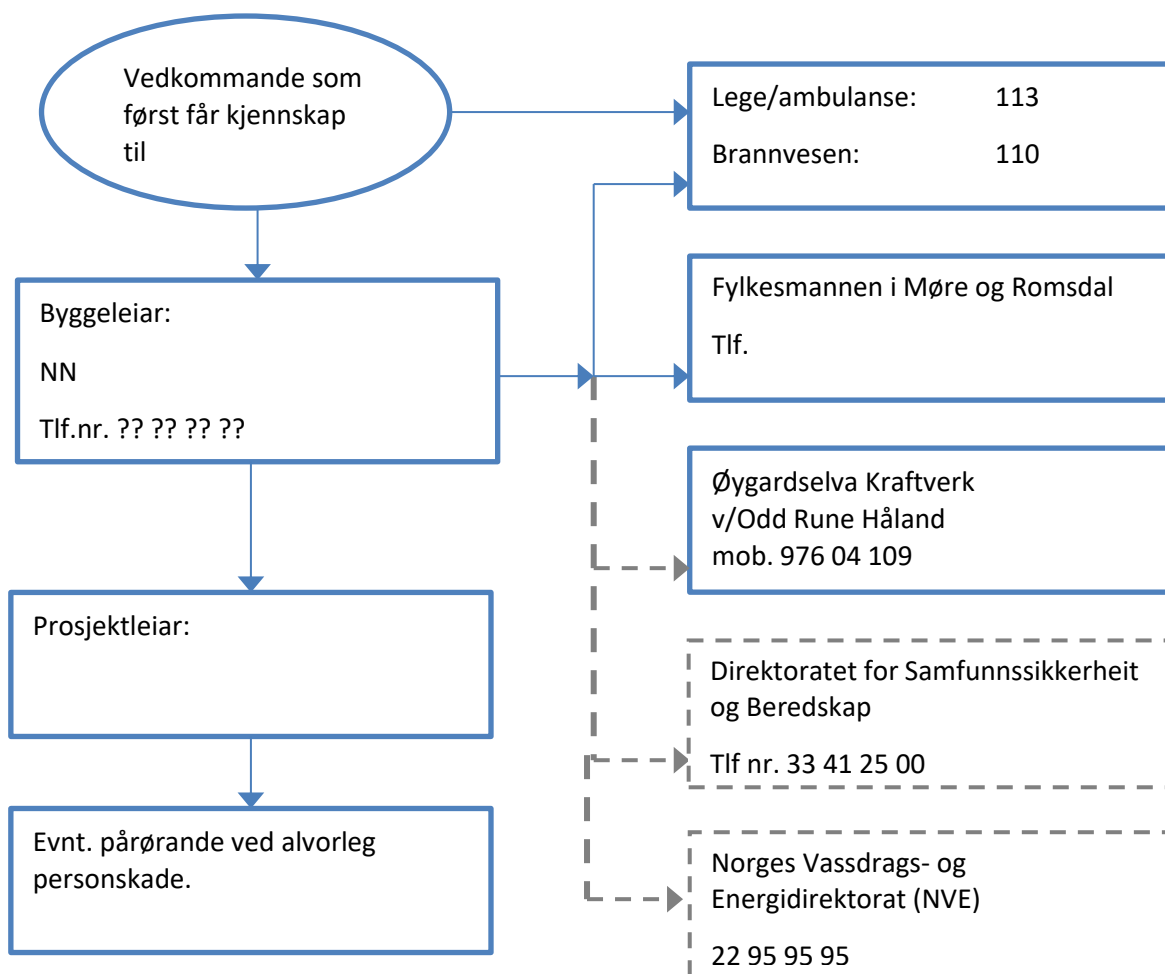 Vedkommande som
først får kjennskap
til
Lege/ambulanse: 113
Brannvesen: 110
Byggeleiar:
NN
Tlf.nr. ?? ?? ?? ??
Fylkesmannen i Møre og Romsdal
Tlf.
Øygardselva Kraftverk
v/Odd Rune Håland
mob. 976 04 109
Prosjektleiar:
Direktoratet for Samfunnssikkerheit
og Beredskap
Tlf nr. 33 41 25 00
Evnt. pårørande ved alvorleg
personskade.
Norges Vassdrags- og
Energidirektorat (NVE)
22 95 95 95